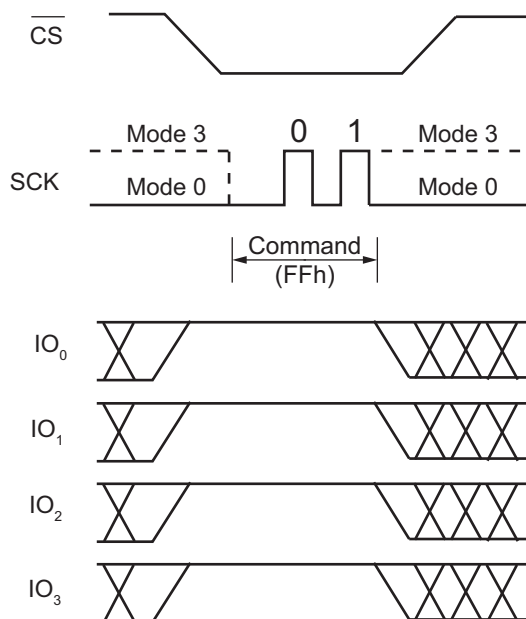 CS
0 1
Mode 3 Mode 3
SCK
Mode 0 Mode 0
Command
(FFh)
IO0
IO1
IO2
IO3